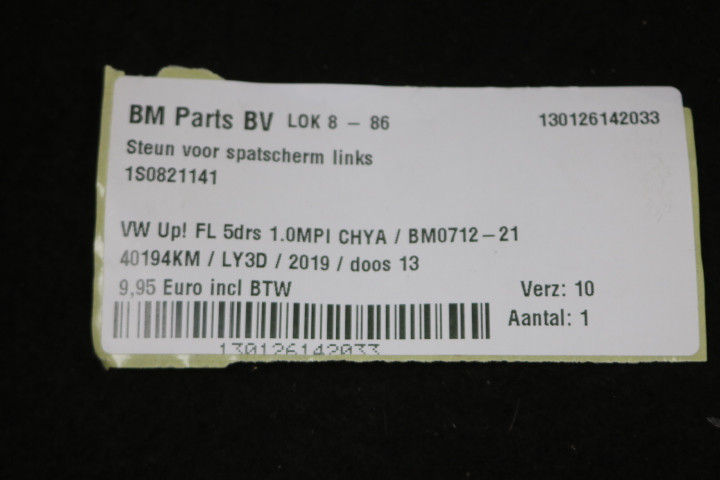 BM Parts BV LOK 8 - 86 130126142033
Steun voor spatscherm links
1S0821141
VW Up! FL 5drs 1.0MPI CHYA / BM0712-21
40194KM / LY3D / 2019 / doos 13
9,95 Euro incl BTW Verz: 10
Aantal: 1
130126142033